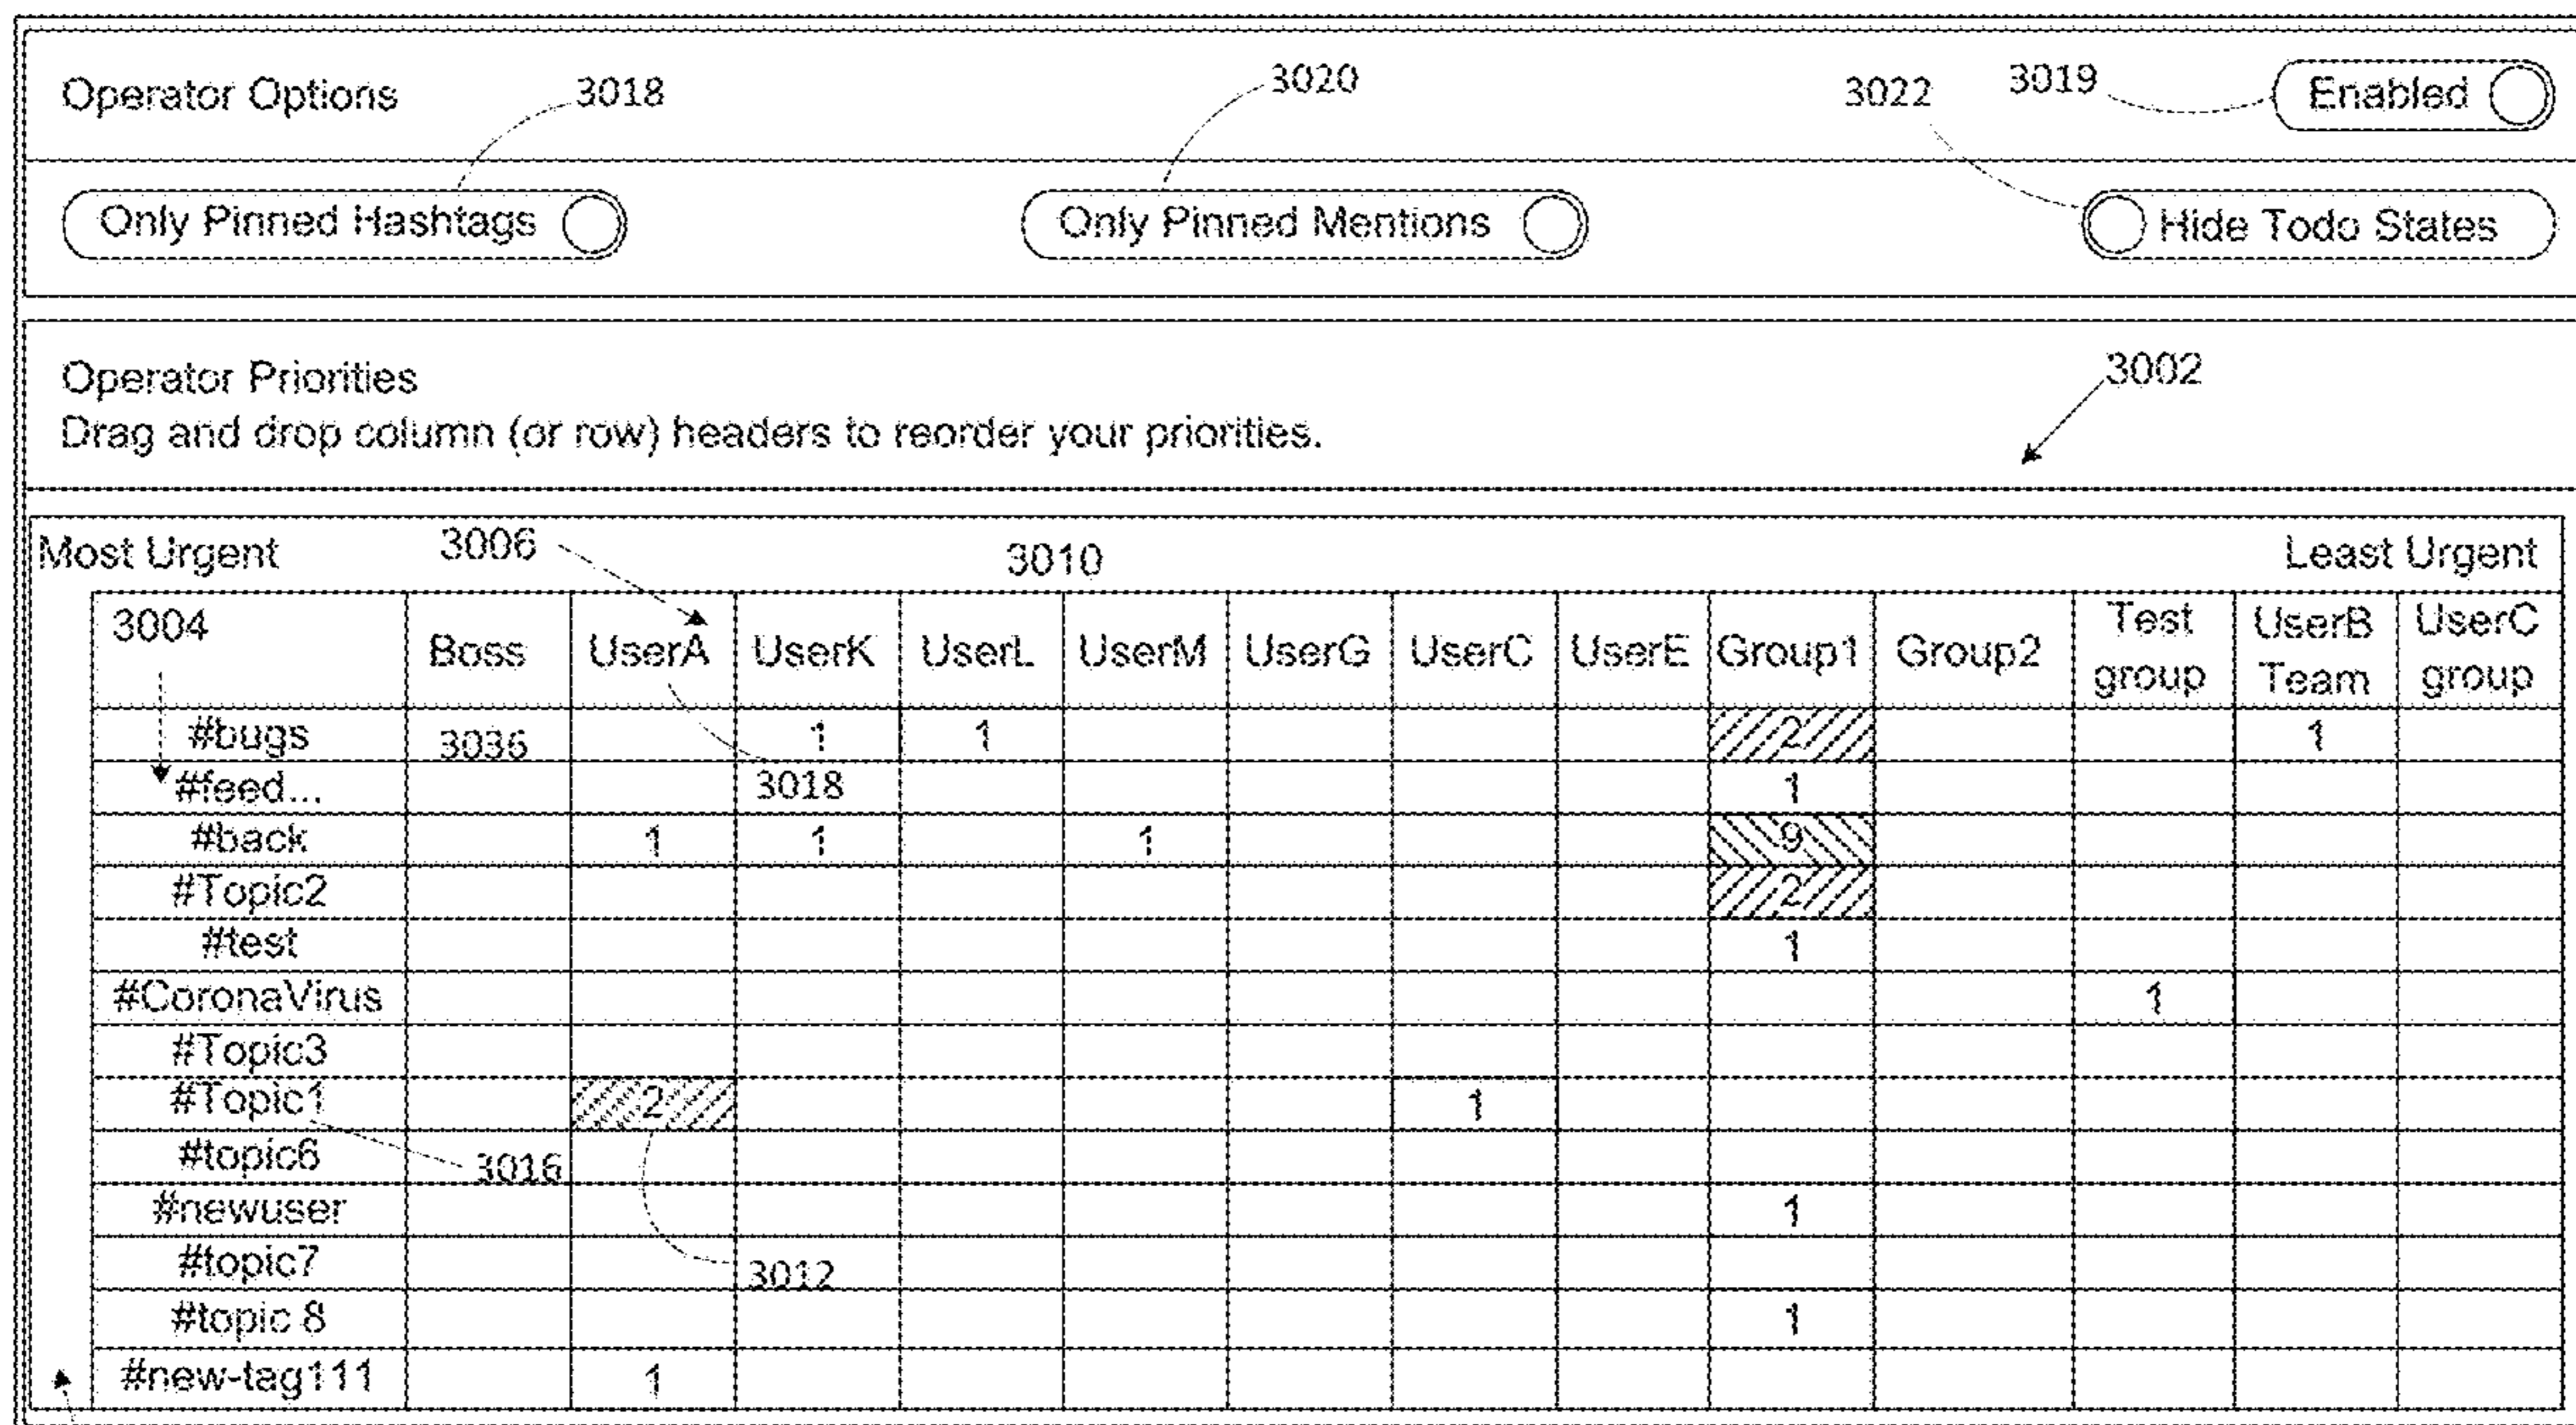 Operator Options 3018 3020 3022 3019 Enabled
Only Pinned Hashtags Only Pinned Mentions Hide Todo States
Operator Priorities 3002
Drag and drop column (or row) headers to reorder your priorities.
Most Urgent 3006 3010 Least Urgent
3004 Boss UserA UserK UserL UserM UserG UserC UserE Group1 Group2 Test group UserB Team UserC group
#bugs 3036 1 1 2 1
#feed... 3018 1
#back 1 1 1 9
#Topic2 2
#test 1
#CoronaVirus 1
#Topic3
#Topic1 2 1
#topic6 3016
#newuser 1
#topic7 3012
#topic 8 1
#new-tag111 1